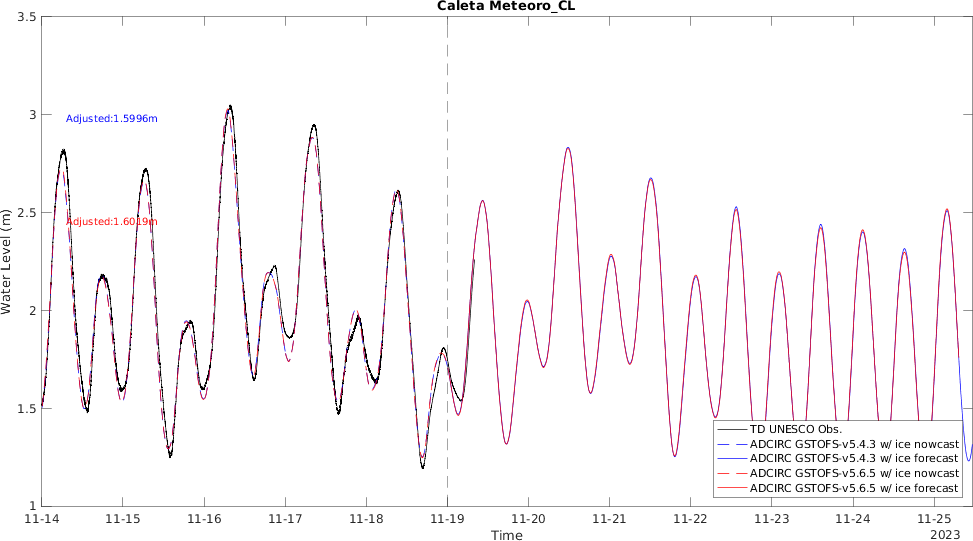 Caleta Meteoro_CL
3.5
3
2.5
2
1.5
1
Water Level (m)
Adjusted:1.5996m
Adjusted:1.6019m
TD UNESCO Obs.
ADCIRC GSTOFS-v5.4.3 w/ ice nowcast
ADCIRC GSTOFS-v5.4.3 w/ ice forecast
ADCIRC GSTOFS-v5.6.5 w/ ice nowcast
ADCIRC GSTOFS-v5.6.5 w/ ice forecast
11-14 11-15 11-16 11-17 11-18 11-19 11-20 11-21 11-22 11-23 11-24 11-25
2023
Time